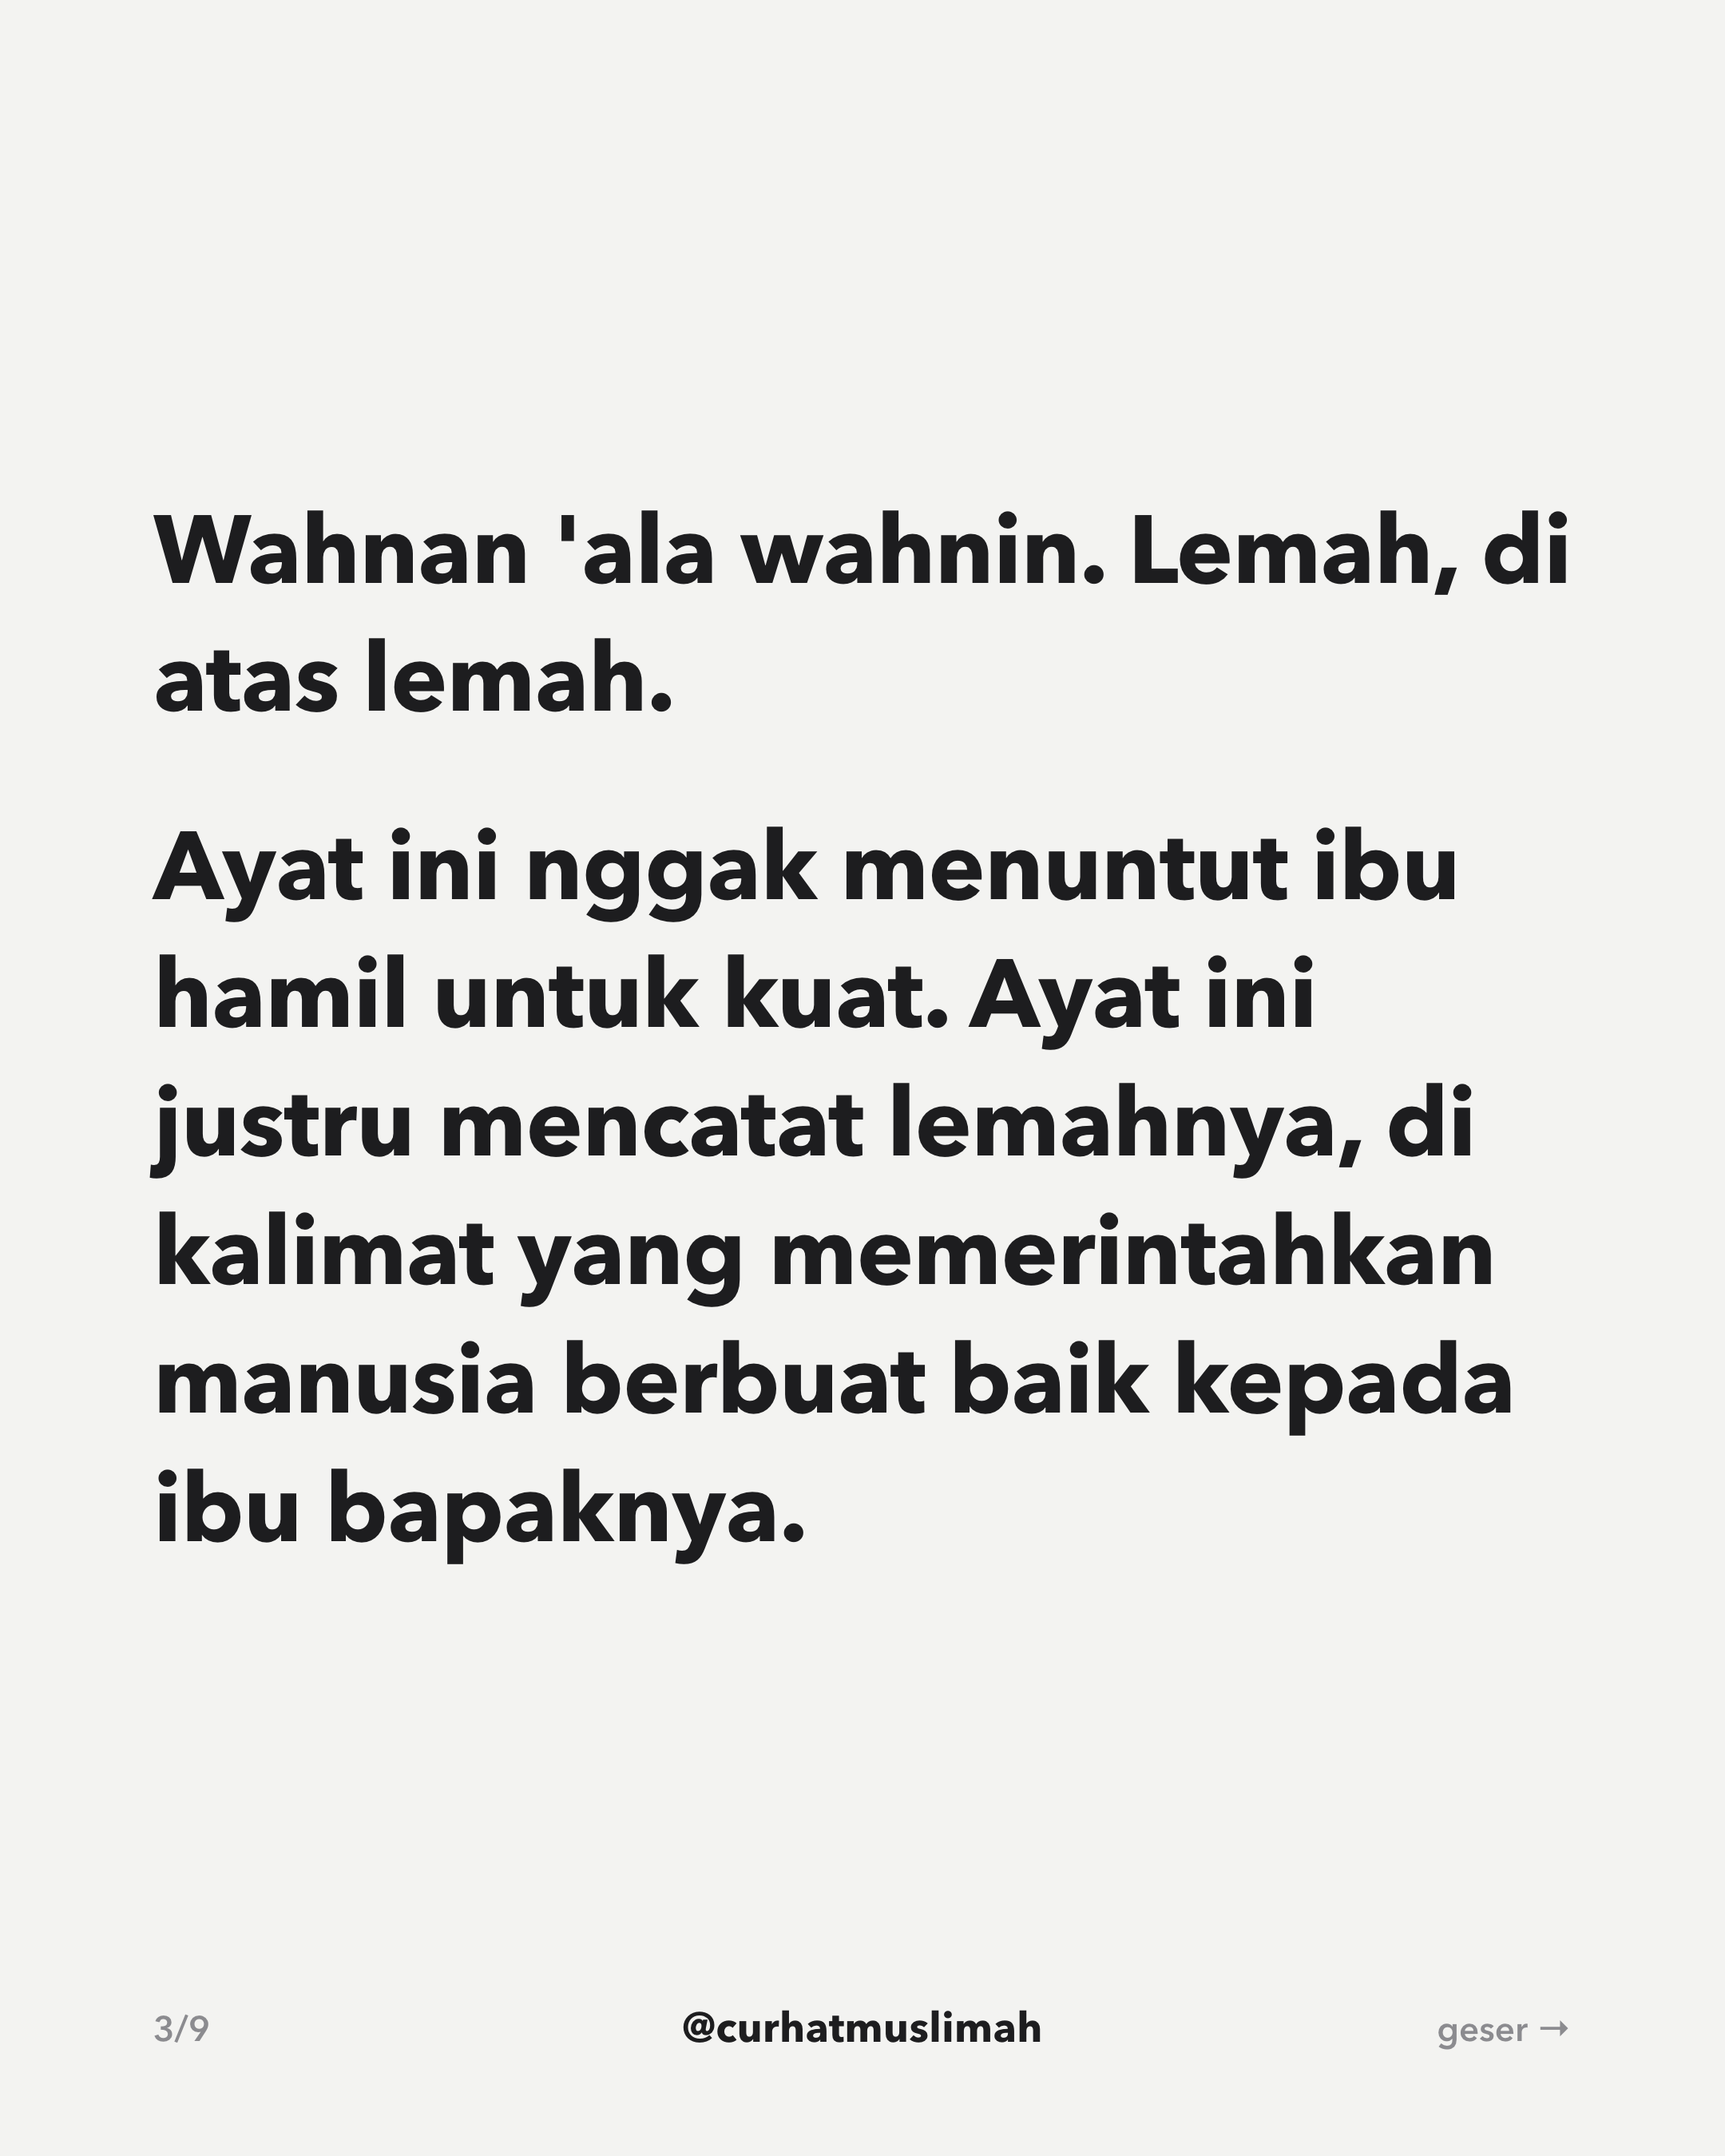 Wahnan 'ala wahnin. Lemah, di
atas lemah.
Ayat ini nggak menuntut ibu
hamil untuk kuat. Ayat ini
justru mencatat lemahnya, di
kalimat yang memerintahkan
manusia berbuat baik kepada
ibu bapaknya.
3/9
@curhatmuslimah
geser →